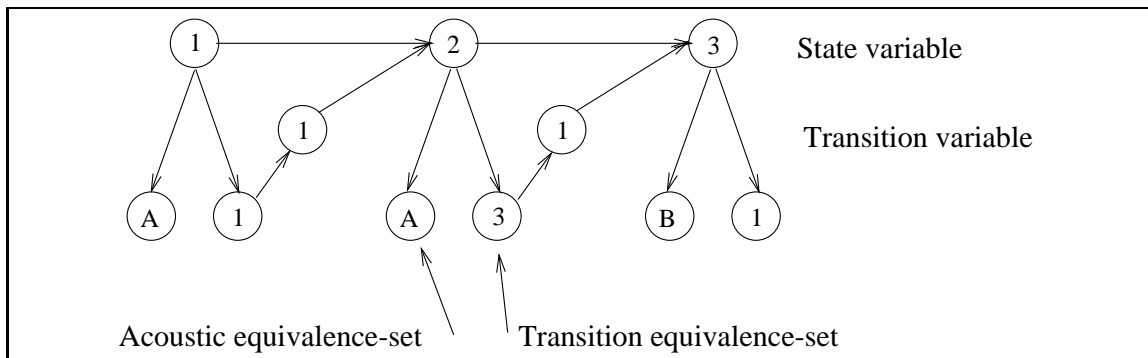 1 2 3 State variable
1 1 Transition variable
A 1 A 3 B 1
Acoustic equivalence-set Transition equivalence-set